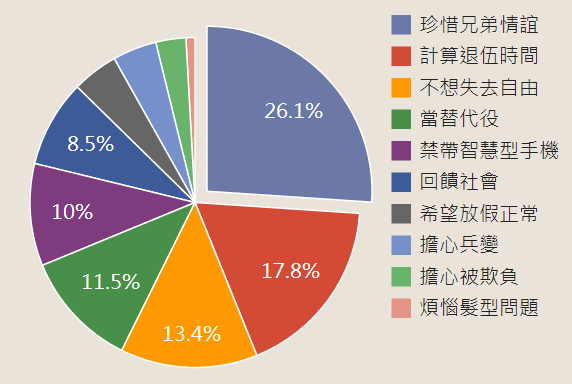 珍惜兄弟情誼
計算退伍時間
不想失去自由
當替代役
禁帶智慧型手機
回饋社會
希望放假正常
擔心兵變
擔心被欺負
煩惱髮型問題
26.1%
17.8%
13.4%
11.5%
10%
8.5%